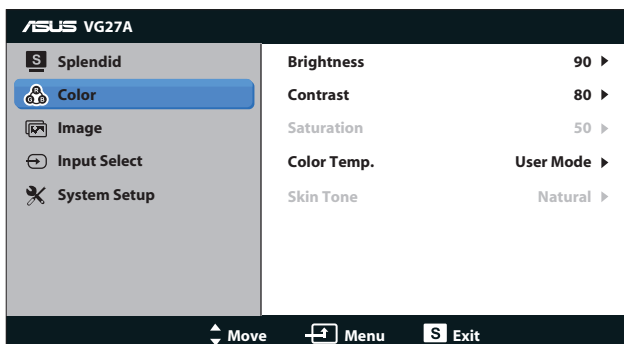 ASUS VG27A
S Splendid
Color
Image
Input Select
System Setup
Brightness 90
Contrast 80
Saturation 50
Color Temp. User Mode
Skin Tone Natural
Move Menu S Exit